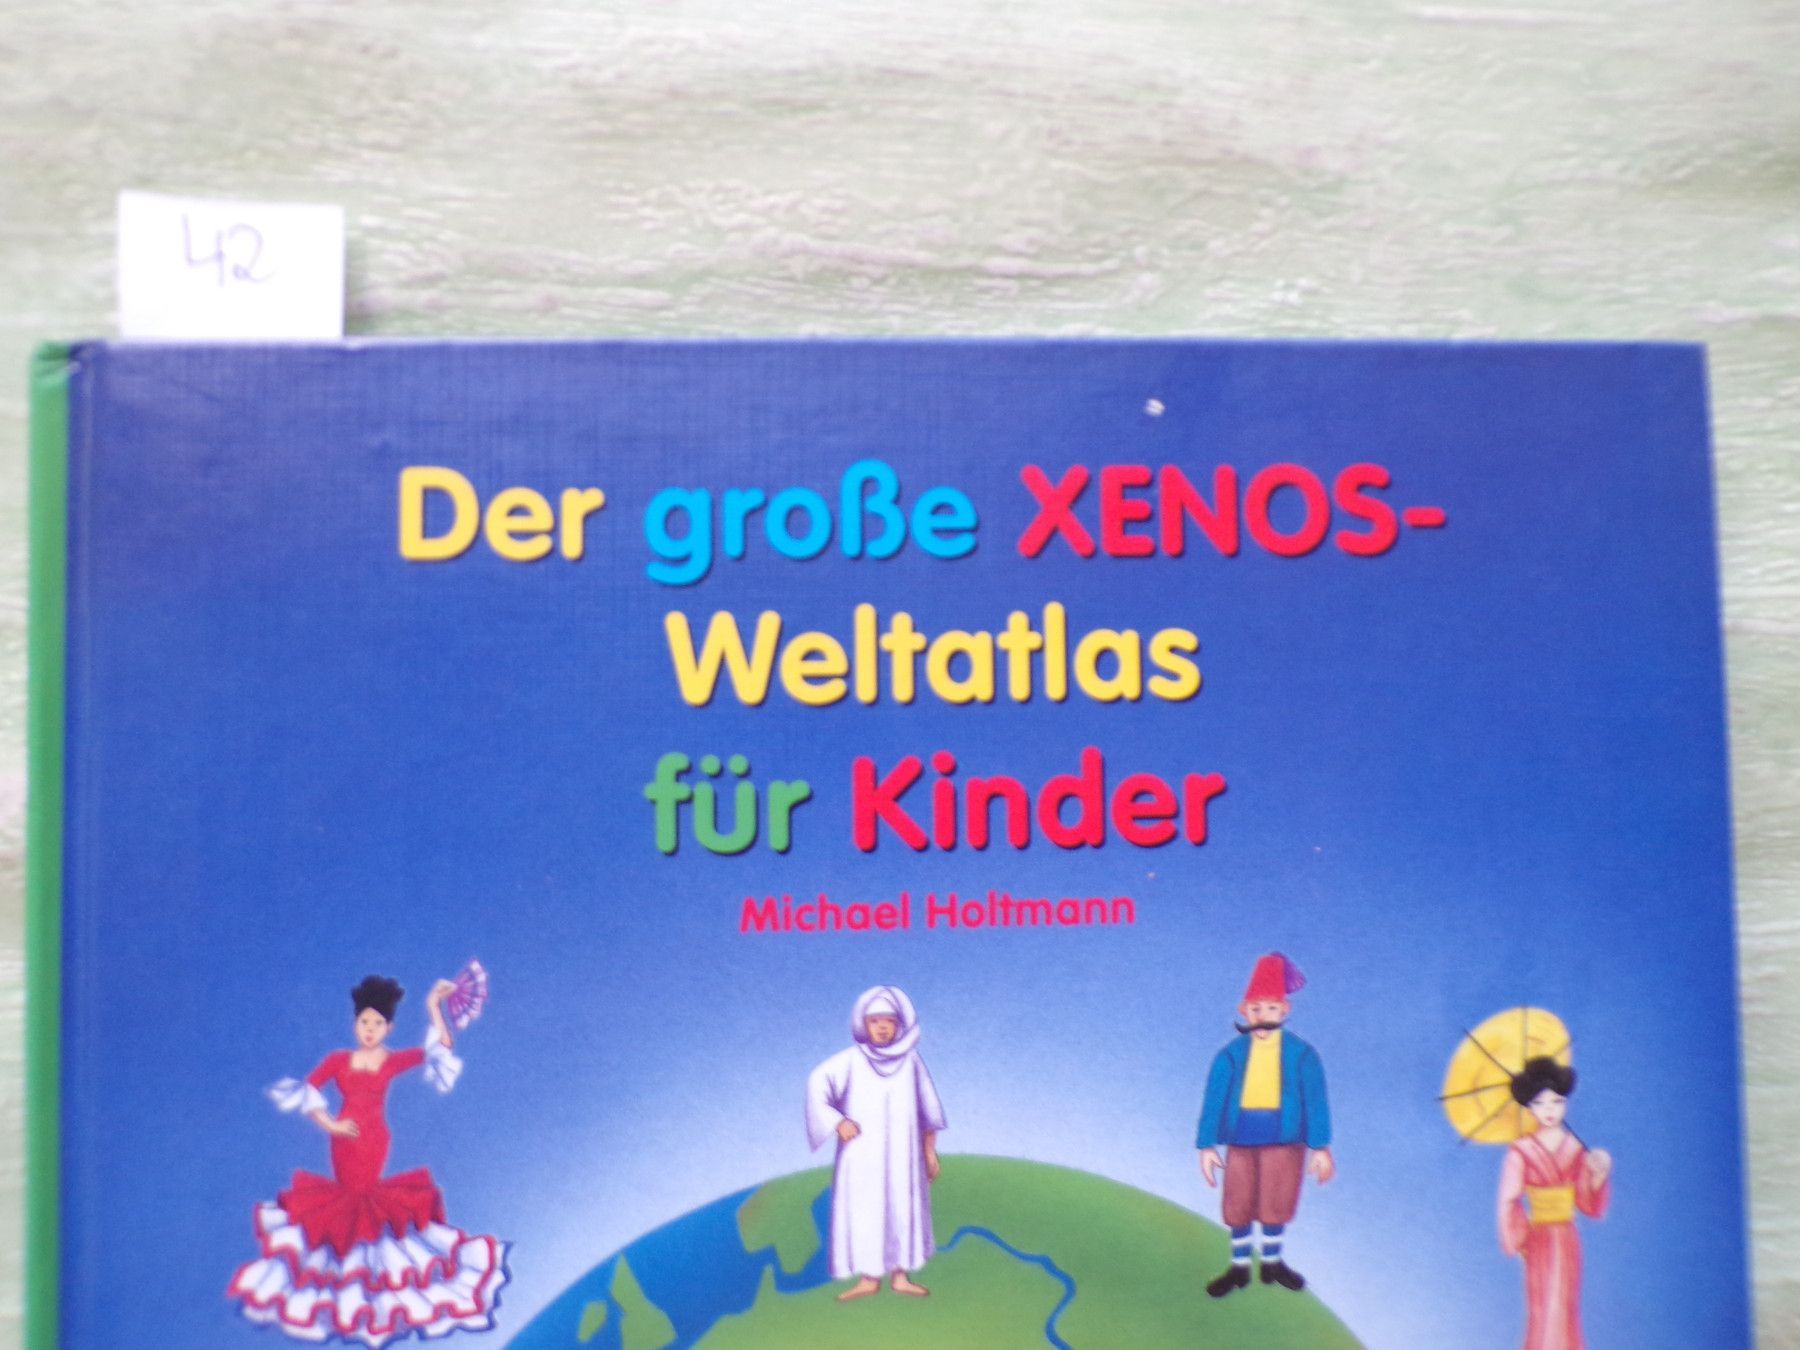 42
Der große XENOS-
Weltatlas
für Kinder
Michael Holtmann